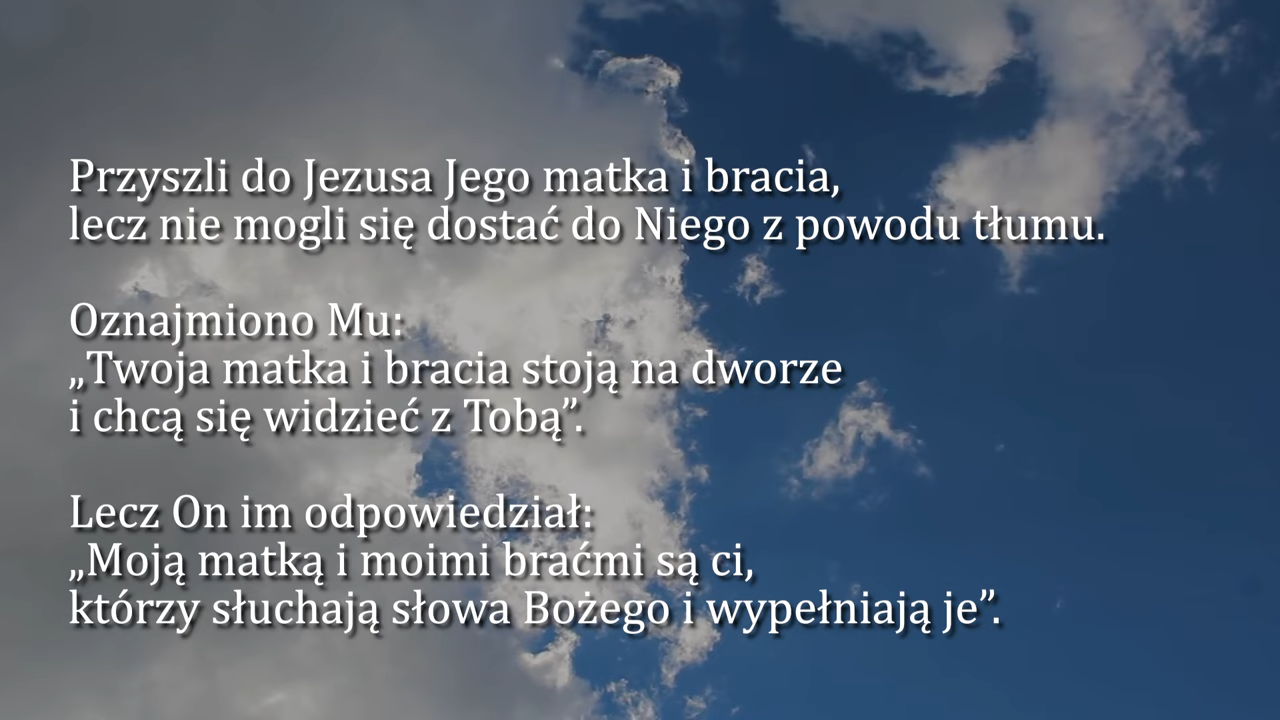 Przyszli do Jezusa Jego matka i bracia,
lecz nie mogli się dostać do Niego z powodu tłumu.
Oznajmiono Mu:
„Twoja matka i bracia stoją na dworze
i chcą się widzieć z Tobą”.
Lecz On im odpowiedział:
„Moją matką i moimi braćmi są ci,
którzy słuchają słowa Bożego i wypełniają je”.